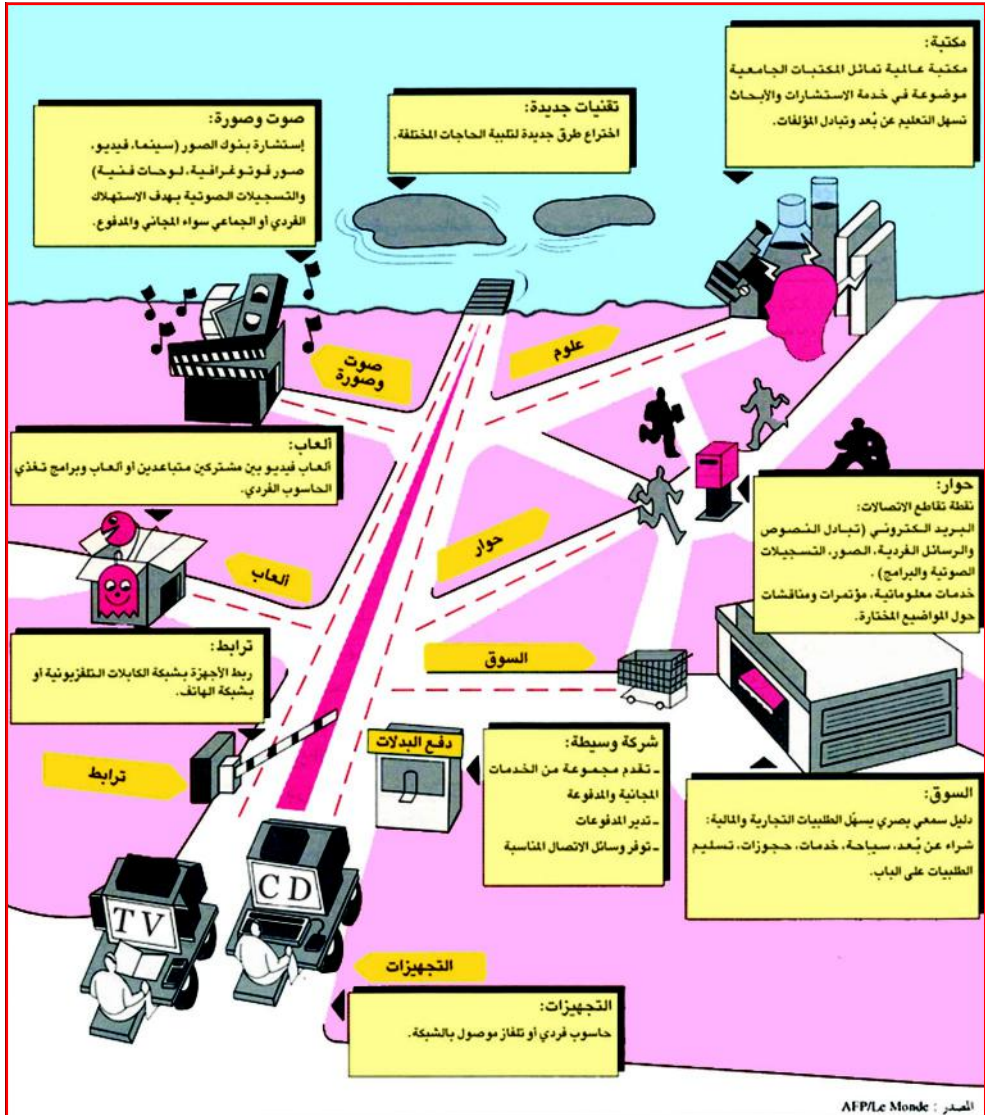 مكتبة:
مكتبة عالمية تماثل المكتبات الجامعية
موضوعة في خدمة الاستشارات والأبحاث
تسهل التعليم عن بُعد وتبادل المؤلفات.
تقنيات جديدة:
اختراع طرق جديدة لتلبية الحاجات المختلفة.
صوت وصورة:
إستشارة بنوك الصور (سينما، فيديو،
صور فوتوغرافية، لوحات فنية)
والتسجيلات الصوتية بهدف الاستهلاك
الفردي أو الجماعي سواء المجاني والمدفوع.
علوم
صوت
وصورة
ألعاب:
ألعاب فيديو بين مشتركين متباعدين أو ألعاب وبرامج تغذي
الحاسوب الفردي.
حوار:
نقطة تقاطع الاتصالات:
البريد الكتروني (تبادل النصوص
والرسائل الفردية، الصور، التسجيلات
الصوتية والبرامج).
خدمات معلوماتية، مؤتمرات ومناقشات
حول المواضيع المختارة.
حوار
ألعاب
ترابط:
ربط الأجهزة بشبكة الكابلات التلفزيونية أو
بشبكة الهاتف.
السوق
دفع البدلات
ترابط
شركة وسيطة:
ـ تقدم مجموعة من الخدمات
المجانية والمدفوعة
ـ تدير المدفوعات
ـ توفر وسائل الاتصال المناسبة
السوق:
دليل سمعي بصري يسهّل الطلبيات التجارية والمالية:
شراء عن بُعد، سياحة، خدمات، حجوزات، تسليم
الطلبيات على الباب.
TV
CD
التجهيزات
التجهيزات:
حاسوب فردي أو تلفاز موصول بالشبكة.
المصدر : AFP/Le Monde